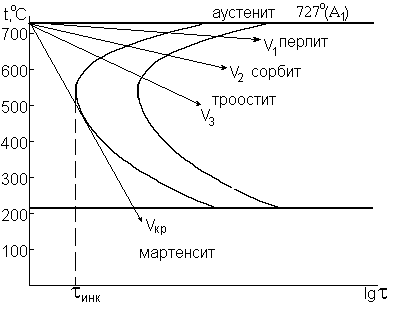 t,°C
аустенит 727°(A₁)
700
V₁ перлит
600
V₂ сорбит
500
троостит
V₃
400
300
200
Vкр
100
мартенсит
τинк
lg τ